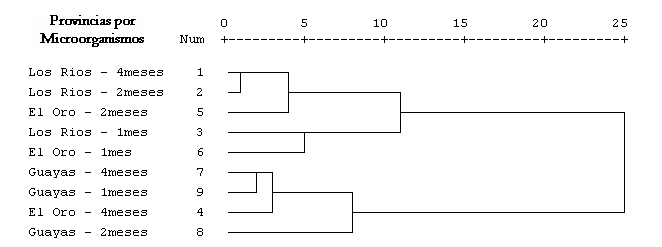 Provincias por 0 5 10 15 20 25
Microorganismos Num +---------+---------+---------+---------+---------+
Los Rios - 4meses 1
Los Rios - 2meses 2
El Oro - 2meses 5
Los Rios - 1mes 3
El Oro - 1mes 6
Guayas - 4meses 7
Guayas - 1meses 9
El Oro - 4meses 4
Guayas - 2meses 8